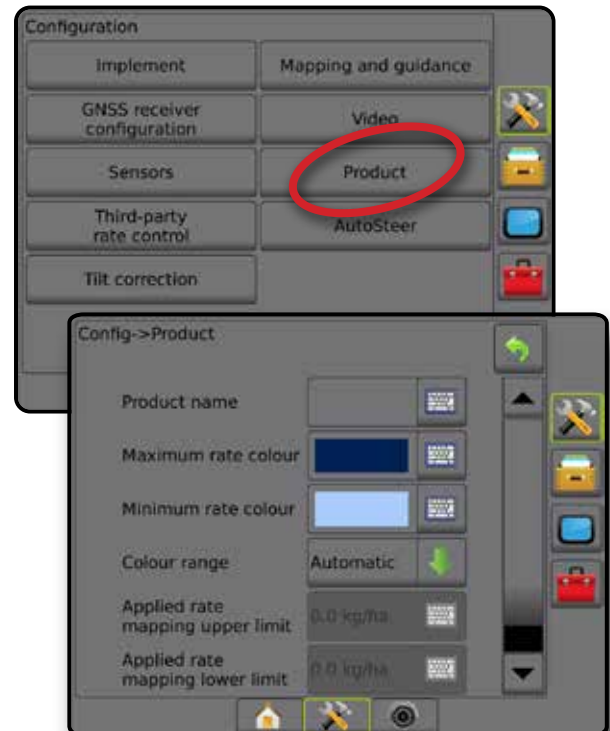 Configuration
Implement
Mapping and guidance
GNSS receiver
configuration
Video
Sensors
Product
Third-party
rate control
AutoSteer
Tilt correction
Config->Product
Product name
Maximum rate colour
Minimum rate colour
Colour range
Automatic
Applied rate
mapping upper limit
0.0 kg/ha
Applied rate
mapping lower limit
0.0 kg/ha